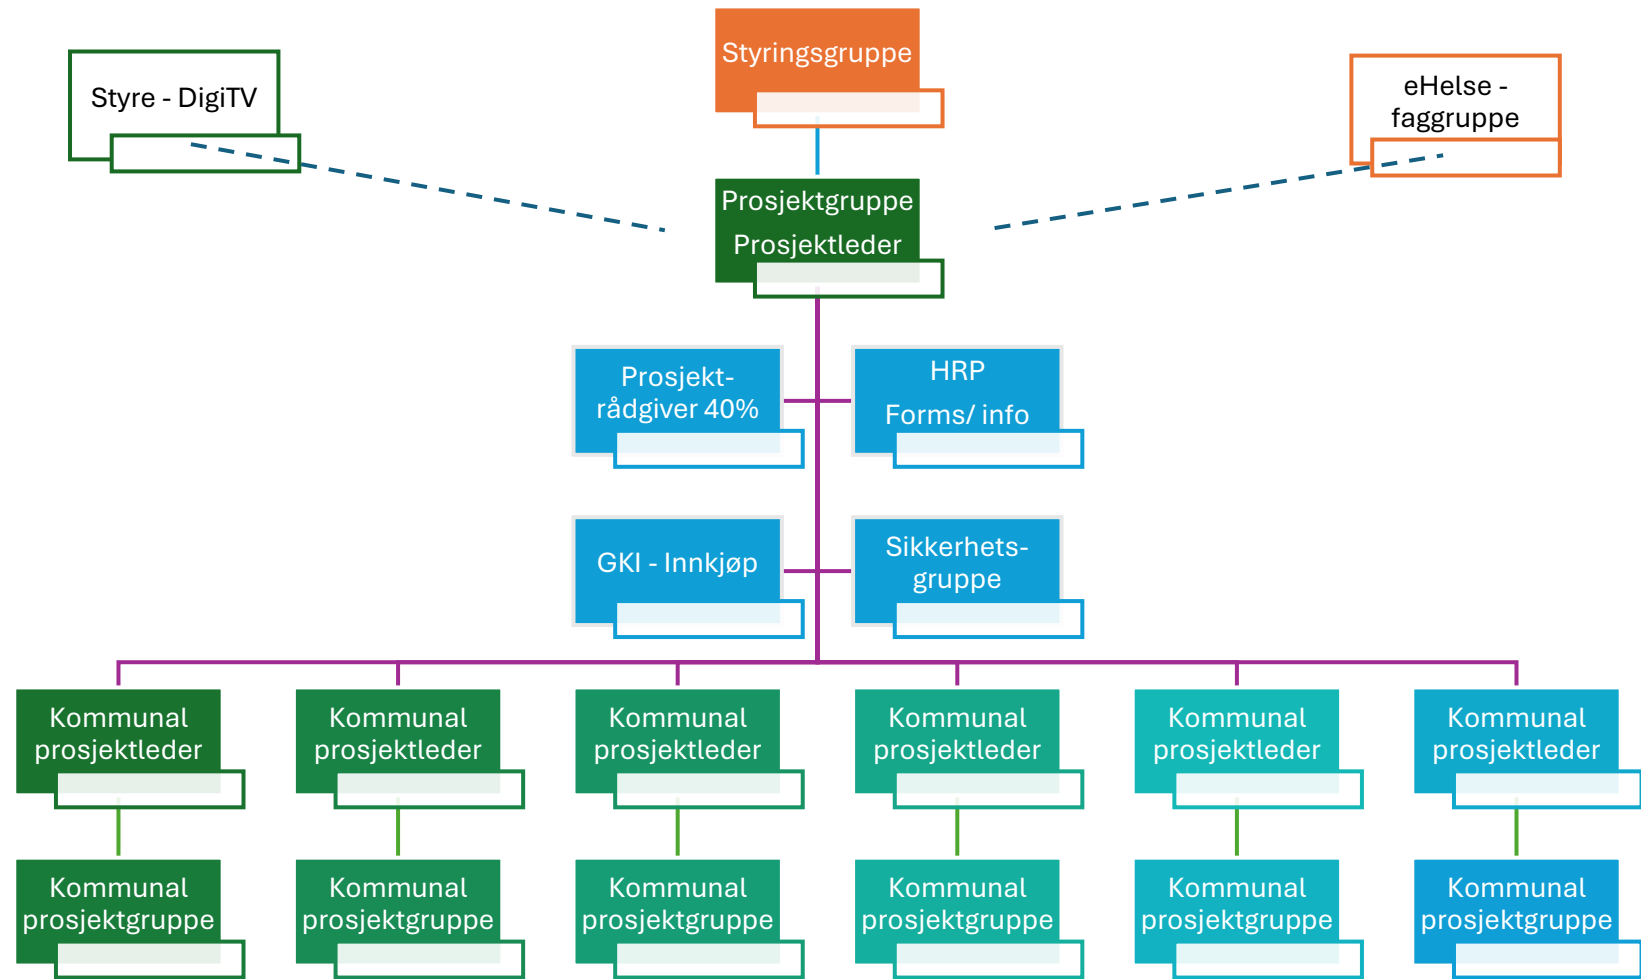 Styringsgruppe
Styre - DigiTV
eHelse -
faggruppe
Prosjektgruppe
Prosjektleder
Prosjekt-
rådgiver 40%
HRP
Forms/ info
GKI - Innkjøp
Sikkerhets-
gruppe
Kommunal
prosjektleder
Kommunal
prosjektleder
Kommunal
prosjektleder
Kommunal
prosjektleder
Kommunal
prosjektleder
Kommunal
prosjektleder
Kommunal
prosjektgruppe
Kommunal
prosjektgruppe
Kommunal
prosjektgruppe
Kommunal
prosjektgruppe
Kommunal
prosjektgruppe
Kommunal
prosjektgruppe